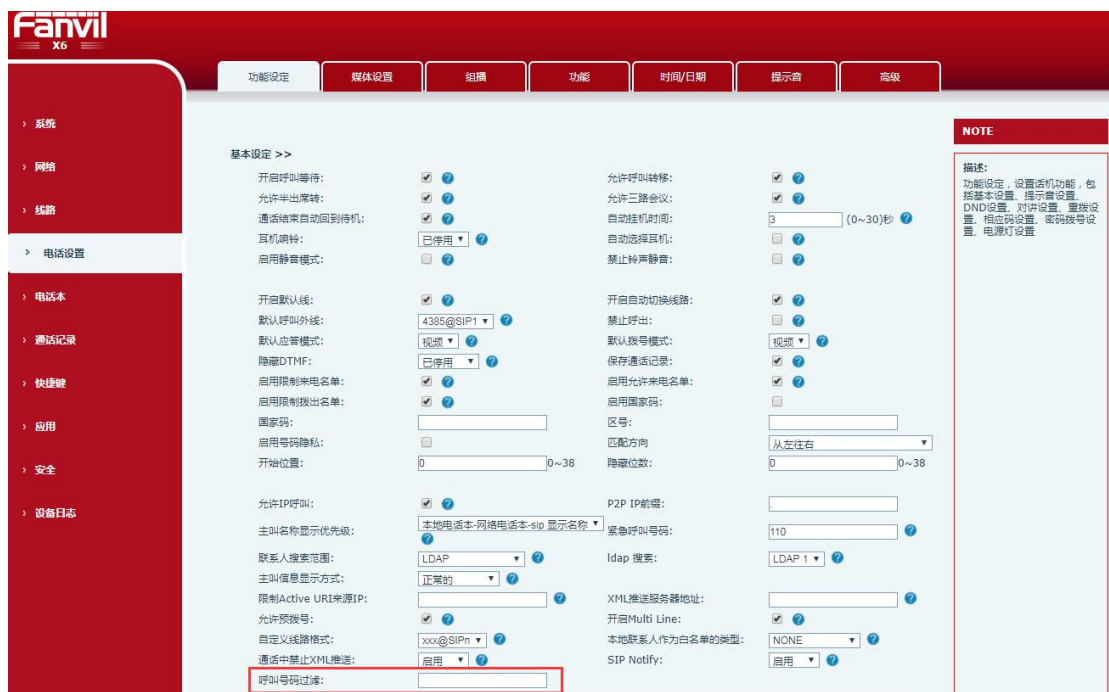 Fanvil
X6
功能设定 媒体设置 组播 功能 时间/日期 提示音 高级
系统
网络
线路
电话设置
电话本
通话记录
快捷键
应用
安全
设备日志
基本设定 >>
开启呼叫等待: 允许呼叫转移:
允许半出席转: 允许三路会议:
通话结束自动回到待机: 自动挂机时间: 3 (0~30)秒
耳机响铃: 已停用 自动选择耳机:
启用静音模式: 禁止铃声静音:
开启默认线: 开启自动切换线路:
默认呼叫外线: 4385@SIP1 禁止呼出:
默认应答模式: 视频 默认拨号模式: 视频
隐藏DTMF: 已停用 保存通话记录:
启用限制来电名单: 启用允许来电名单:
启用限制拨出名单: 启用国家码:
国家码: 区号:
启用号码隐私: 匹配方向 从左往右
开始位置: 0 0~38 隐藏位数: 0 0~38
允许IP呼叫: P2P IP前缀: .
主叫名称显示优先级: 本地电话本-网络电话本-sip 显示名称 紧急呼叫号码: 110
联系人搜索范围: LDAP ldap 搜索: LDAP 1
主叫信息显示方式: 正常的
限制Active URI来源IP: XML推送服务器地址:
允许预拨号: 开启Multi Line:
自定义线路格式: xxx@SIPn 本地联系人作为白名单的类型: NONE
通话中禁止XML推送: 启用 SIP Notify: 启用
呼叫号码过滤:
NOTE
描述:
功能设定，设置话机功能，包
括基本设置、提示音设置、
DND设置、对讲设置、重拨设
置、相应码设置、密码拨号设
置、电源灯设置